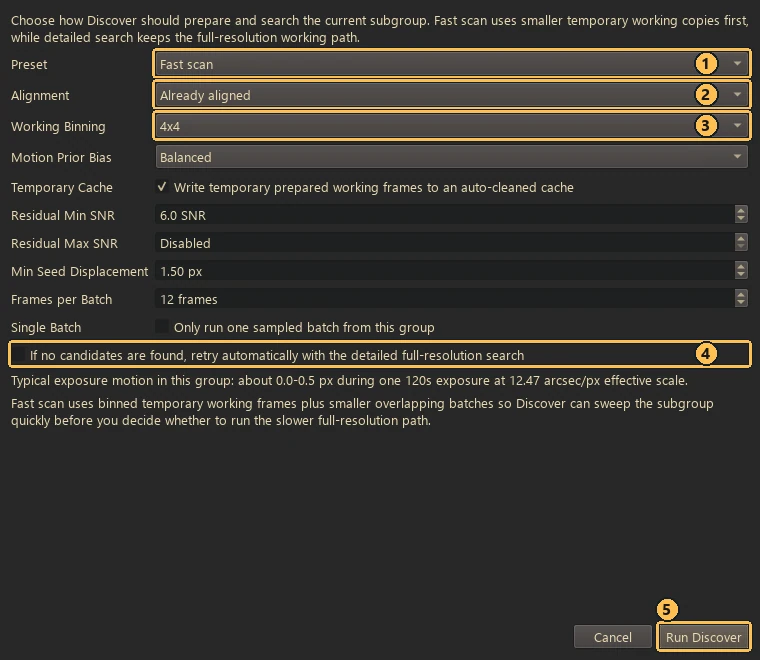 Choose how Discover should prepare and search the current subgroup. Fast scan uses smaller temporary working copies first,
while detailed search keeps the full-resolution working path.
Preset Fast scan 1
Alignment Already aligned 2
Working Binning 4x4 3
Motion Prior Bias Balanced
Temporary Cache Write temporary prepared working frames to an auto-cleaned cache
Residual Min SNR 6.0 SNR
Residual Max SNR Disabled
Min Seed Displacement 1.50 px
Frames per Batch 12 frames
Single Batch Only run one sampled batch from this group
If no candidates are found, retry automatically with the detailed full-resolution search 4
Typical exposure motion in this group: about 0.0-0.5 px during one 120s exposure at 12.47 arcsec/px effective scale.
Fast scan uses binned temporary working frames plus smaller overlapping batches so Discover can sweep the subgroup
quickly before you decide whether to run the slower full-resolution path.
5
Cancel Run Discover